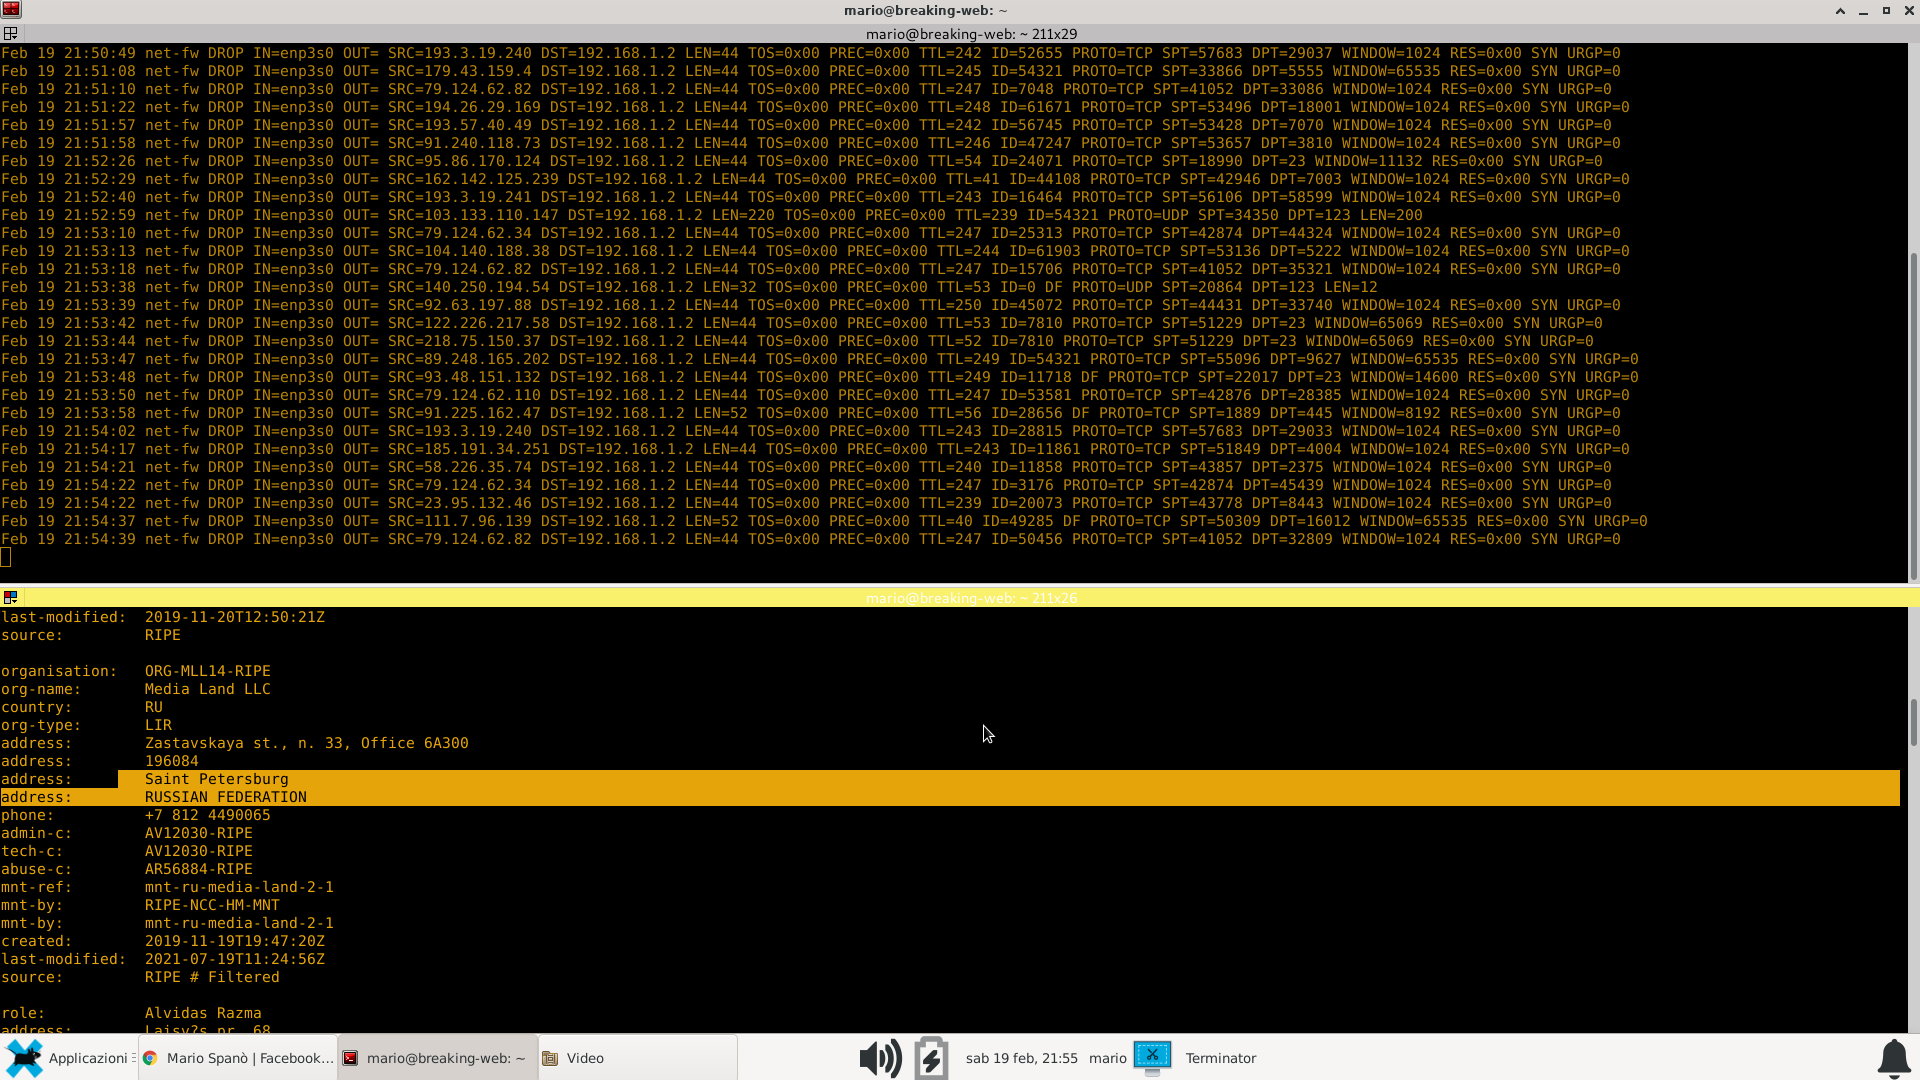 mario@breaking-web: ~
mario@breaking-web: ~ 211x29
Feb 19 21:50:49 net-fw DROP IN=enp3s0 OUT= SRC=193.3.19.240 DST=192.168.1.2 LEN=44 TOS=0x00 PREC=0x00 TTL=242 ID=52655 PROTO=TCP SPT=57683 DPT=29037 WINDOW=1024 RES=0x00 SYN URGP=0
Feb 19 21:51:08 net-fw DROP IN=enp3s0 OUT= SRC=179.43.159.4 DST=192.168.1.2 LEN=44 TOS=0x00 PREC=0x00 TTL=245 ID=54321 PROTO=TCP SPT=33866 DPT=5555 WINDOW=65535 RES=0x00 SYN URGP=0
Feb 19 21:51:10 net-fw DROP IN=enp3s0 OUT= SRC=79.124.62.82 DST=192.168.1.2 LEN=44 TOS=0x00 PREC=0x00 TTL=247 ID=7048 PROTO=TCP SPT=41052 DPT=33086 WINDOW=1024 RES=0x00 SYN URGP=0
Feb 19 21:51:22 net-fw DROP IN=enp3s0 OUT= SRC=194.26.29.169 DST=192.168.1.2 LEN=44 TOS=0x00 PREC=0x00 TTL=248 ID=61671 PROTO=TCP SPT=53496 DPT=18001 WINDOW=1024 RES=0x00 SYN URGP=0
Feb 19 21:51:57 net-fw DROP IN=enp3s0 OUT= SRC=193.57.40.49 DST=192.168.1.2 LEN=44 TOS=0x00 PREC=0x00 TTL=242 ID=56745 PROTO=TCP SPT=53428 DPT=7070 WINDOW=1024 RES=0x00 SYN URGP=0
Feb 19 21:51:58 net-fw DROP IN=enp3s0 OUT= SRC=91.240.118.73 DST=192.168.1.2 LEN=44 TOS=0x00 PREC=0x00 TTL=246 ID=47247 PROTO=TCP SPT=53657 DPT=3810 WINDOW=1024 RES=0x00 SYN URGP=0
Feb 19 21:52:26 net-fw DROP IN=enp3s0 OUT= SRC=95.86.170.124 DST=192.168.1.2 LEN=44 TOS=0x00 PREC=0x00 TTL=54 ID=24071 PROTO=TCP SPT=18990 DPT=23 WINDOW=11132 RES=0x00 SYN URGP=0
Feb 19 21:52:29 net-fw DROP IN=enp3s0 OUT= SRC=162.142.125.239 DST=192.168.1.2 LEN=44 TOS=0x00 PREC=0x00 TTL=41 ID=44108 PROTO=TCP SPT=42946 DPT=7003 WINDOW=1024 RES=0x00 SYN URGP=0
Feb 19 21:52:40 net-fw DROP IN=enp3s0 OUT= SRC=193.3.19.241 DST=192.168.1.2 LEN=44 TOS=0x00 PREC=0x00 TTL=243 ID=16464 PROTO=TCP SPT=56106 DPT=58599 WINDOW=1024 RES=0x00 SYN URGP=0
Feb 19 21:52:59 net-fw DROP IN=enp3s0 OUT= SRC=103.133.110.147 DST=192.168.1.2 LEN=220 TOS=0x00 PREC=0x00 TTL=239 ID=54321 PROTO=UDP SPT=34350 DPT=123 LEN=200
Feb 19 21:53:10 net-fw DROP IN=enp3s0 OUT= SRC=79.124.62.34 DST=192.168.1.2 LEN=44 TOS=0x00 PREC=0x00 TTL=247 ID=25313 PROTO=TCP SPT=42874 DPT=44324 WINDOW=1024 RES=0x00 SYN URGP=0
Feb 19 21:53:13 net-fw DROP IN=enp3s0 OUT= SRC=104.140.188.38 DST=192.168.1.2 LEN=44 TOS=0x00 PREC=0x00 TTL=244 ID=61903 PROTO=TCP SPT=53136 DPT=5222 WINDOW=1024 RES=0x00 SYN URGP=0
Feb 19 21:53:18 net-fw DROP IN=enp3s0 OUT= SRC=79.124.62.82 DST=192.168.1.2 LEN=44 TOS=0x00 PREC=0x00 TTL=247 ID=15706 PROTO=TCP SPT=41052 DPT=35321 WINDOW=1024 RES=0x00 SYN URGP=0
Feb 19 21:53:38 net-fw DROP IN=enp3s0 OUT= SRC=140.250.194.54 DST=192.168.1.2 LEN=32 TOS=0x00 PREC=0x00 TTL=53 ID=0 DF PROTO=UDP SPT=20864 DPT=123 LEN=12
Feb 19 21:53:39 net-fw DROP IN=enp3s0 OUT= SRC=92.63.197.88 DST=192.168.1.2 LEN=44 TOS=0x00 PREC=0x00 TTL=250 ID=45072 PROTO=TCP SPT=44431 DPT=33740 WINDOW=1024 RES=0x00 SYN URGP=0
Feb 19 21:53:42 net-fw DROP IN=enp3s0 OUT= SRC=122.226.217.58 DST=192.168.1.2 LEN=44 TOS=0x00 PREC=0x00 TTL=53 ID=7810 PROTO=TCP SPT=51229 DPT=23 WINDOW=65069 RES=0x00 SYN URGP=0
Feb 19 21:53:44 net-fw DROP IN=enp3s0 OUT= SRC=218.75.150.37 DST=192.168.1.2 LEN=44 TOS=0x00 PREC=0x00 TTL=52 ID=7810 PROTO=TCP SPT=51229 DPT=23 WINDOW=65069 RES=0x00 SYN URGP=0
Feb 19 21:53:47 net-fw DROP IN=enp3s0 OUT= SRC=89.248.165.202 DST=192.168.1.2 LEN=44 TOS=0x00 PREC=0x00 TTL=249 ID=54321 PROTO=TCP SPT=55096 DPT=9627 WINDOW=65535 RES=0x00 SYN URGP=0
Feb 19 21:53:48 net-fw DROP IN=enp3s0 OUT= SRC=93.48.151.132 DST=192.168.1.2 LEN=44 TOS=0x00 PREC=0x00 TTL=249 ID=11718 DF PROTO=TCP SPT=22017 DPT=23 WINDOW=14600 RES=0x00 SYN URGP=0
Feb 19 21:53:50 net-fw DROP IN=enp3s0 OUT= SRC=79.124.62.110 DST=192.168.1.2 LEN=44 TOS=0x00 PREC=0x00 TTL=247 ID=53581 PROTO=TCP SPT=42876 DPT=28385 WINDOW=1024 RES=0x00 SYN URGP=0
Feb 19 21:53:58 net-fw DROP IN=enp3s0 OUT= SRC=91.225.162.47 DST=192.168.1.2 LEN=52 TOS=0x00 PREC=0x00 TTL=56 ID=28656 DF PROTO=TCP SPT=1889 DPT=445 WINDOW=8192 RES=0x00 SYN URGP=0
Feb 19 21:54:02 net-fw DROP IN=enp3s0 OUT= SRC=193.3.19.240 DST=192.168.1.2 LEN=44 TOS=0x00 PREC=0x00 TTL=243 ID=28815 PROTO=TCP SPT=57683 DPT=29033 WINDOW=1024 RES=0x00 SYN URGP=0
Feb 19 21:54:17 net-fw DROP IN=enp3s0 OUT= SRC=185.191.34.251 DST=192.168.1.2 LEN=44 TOS=0x00 PREC=0x00 TTL=243 ID=11861 PROTO=TCP SPT=51849 DPT=4004 WINDOW=1024 RES=0x00 SYN URGP=0
Feb 19 21:54:21 net-fw DROP IN=enp3s0 OUT= SRC=58.226.35.74 DST=192.168.1.2 LEN=44 TOS=0x00 PREC=0x00 TTL=240 ID=11858 PROTO=TCP SPT=43857 DPT=2375 WINDOW=1024 RES=0x00 SYN URGP=0
Feb 19 21:54:22 net-fw DROP IN=enp3s0 OUT= SRC=79.124.62.34 DST=192.168.1.2 LEN=44 TOS=0x00 PREC=0x00 TTL=247 ID=3176 PROTO=TCP SPT=42874 DPT=45439 WINDOW=1024 RES=0x00 SYN URGP=0
Feb 19 21:54:22 net-fw DROP IN=enp3s0 OUT= SRC=23.95.132.46 DST=192.168.1.2 LEN=44 TOS=0x00 PREC=0x00 TTL=239 ID=20073 PROTO=TCP SPT=43778 DPT=8443 WINDOW=1024 RES=0x00 SYN URGP=0
Feb 19 21:54:37 net-fw DROP IN=enp3s0 OUT= SRC=111.7.96.139 DST=192.168.1.2 LEN=52 TOS=0x00 PREC=0x00 TTL=40 ID=49285 DF PROTO=TCP SPT=50309 DPT=16012 WINDOW=65535 RES=0x00 SYN URGP=0
Feb 19 21:54:39 net-fw DROP IN=enp3s0 OUT= SRC=79.124.62.82 DST=192.168.1.2 LEN=44 TOS=0x00 PREC=0x00 TTL=247 ID=50456 PROTO=TCP SPT=41052 DPT=32809 WINDOW=1024 RES=0x00 SYN URGP=0
mario@breaking-web: ~ 211x26
last-modified: 2019-11-20T12:50:21Z
source: RIPE
organisation: ORG-MLL14-RIPE
org-name: Media Land LLC
country: RU
org-type: LIR
address: Zastavskaya st., n. 33, Office 6A300
address: 196084
address: Saint Petersburg
address: RUSSIAN FEDERATION
phone: +7 812 4490065
admin-c: AV12030-RIPE
tech-c: AV12030-RIPE
abuse-c: AR56884-RIPE
mnt-ref: mnt-ru-media-land-2-1
mnt-by: RIPE-NCC-HM-MNT
mnt-by: mnt-ru-media-land-2-1
created: 2019-11-19T19:47:20Z
last-modified: 2021-07-19T11:24:56Z
source: RIPE # Filtered
role: Alvidas Razma
address: Laisv?s pr. 68
Applicazioni Mario Spanò | Facebook... mario@breaking-web: ~ Video sab 19 feb, 21:55 mario Terminator